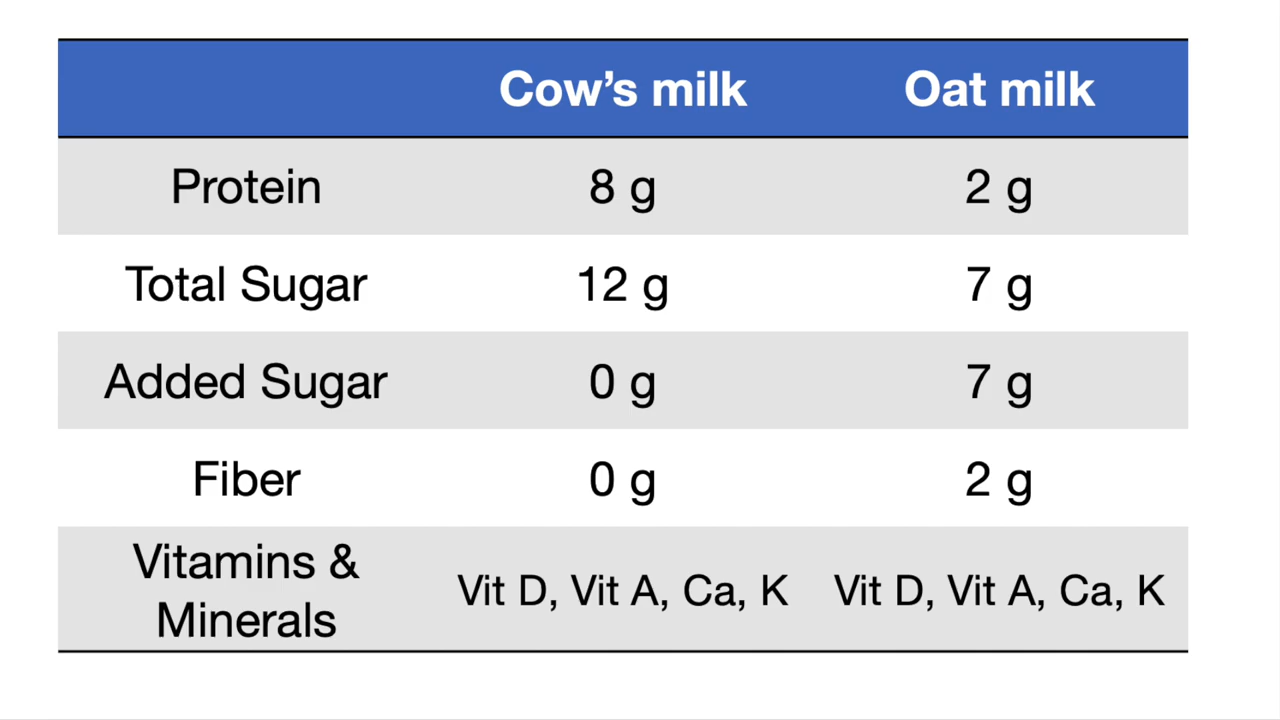 Cow’s milk Oat milk
Protein 8 g 2 g
Total Sugar 12 g 7 g
Added Sugar 0 g 7 g
Fiber 0 g 2 g
Vitamins &
Minerals Vit D, Vit A, Ca, K Vit D, Vit A, Ca, K